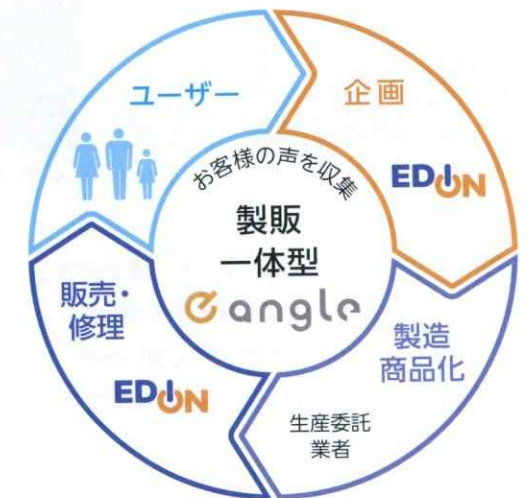 ユーザー
企画
EDION
お客様の声を収集
製販
一体型
e angle
販売・
修理
EDION
製造
商品化
生産委託
業者